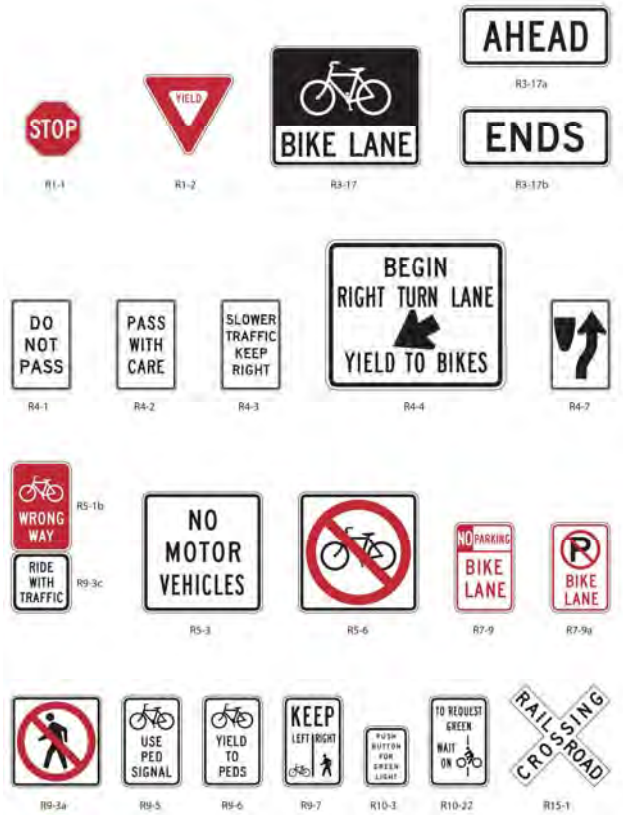 STOP
R1-1
YIELD
R1-2
BIKE LANE
R3-17
AHEAD
R3-17a
ENDS
R3-17b
DO
NOT
PASS
R4-1
PASS
WITH
CARE
R4-2
SLOWER
TRAFFIC
KEEP
RIGHT
R4-3
BEGIN
RIGHT TURN LANE
YIELD TO BIKES
R4-4
R4-7
WRONG
WAY
R5-1b
RIDE
WITH
TRAFFIC
R9-3c
NO
MOTOR
VEHICLES
R5-3
R5-6
NO PARKING
BIKE
LANE
R7-9
P
BIKE
LANE
R7-9a
R9-3a
USE
PED
SIGNAL
R9-5
YIELD
TO
PEDS
R9-6
KEEP
LEFT RIGHT
R9-7
PUSH
BUTTON
FOR
GREEN
LIGHT
R10-3
TO REQUEST
GREEN
WAIT
ON
R10-22
RAILROAD
CROSSING
R15-1